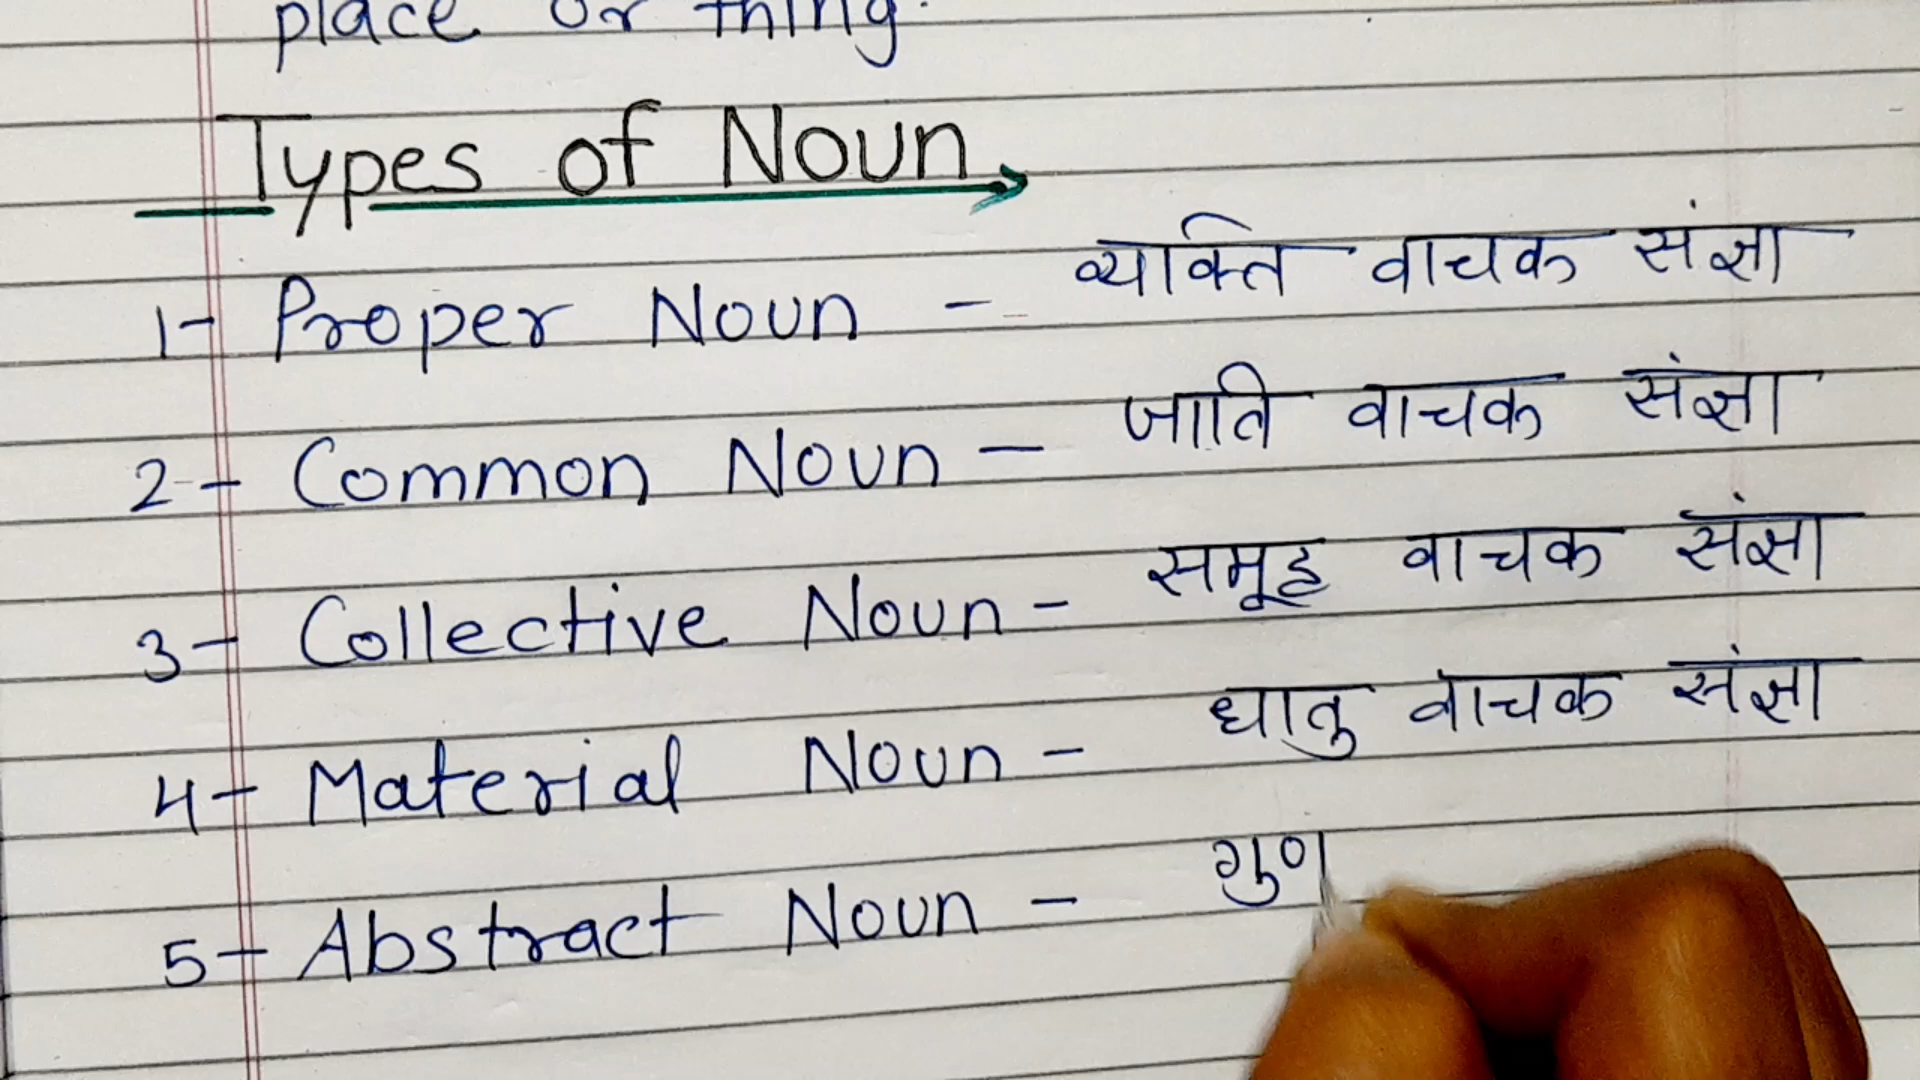 place or thing.
Types of Noun
1- Proper Noun - व्यक्ति वाचक संज्ञा
2- Common Noun - जाति वाचक संज्ञा
3- Collective Noun - समूह वाचक संज्ञा
4- Material Noun - धातु वाचक संज्ञा
5- Abstract Noun - गुण